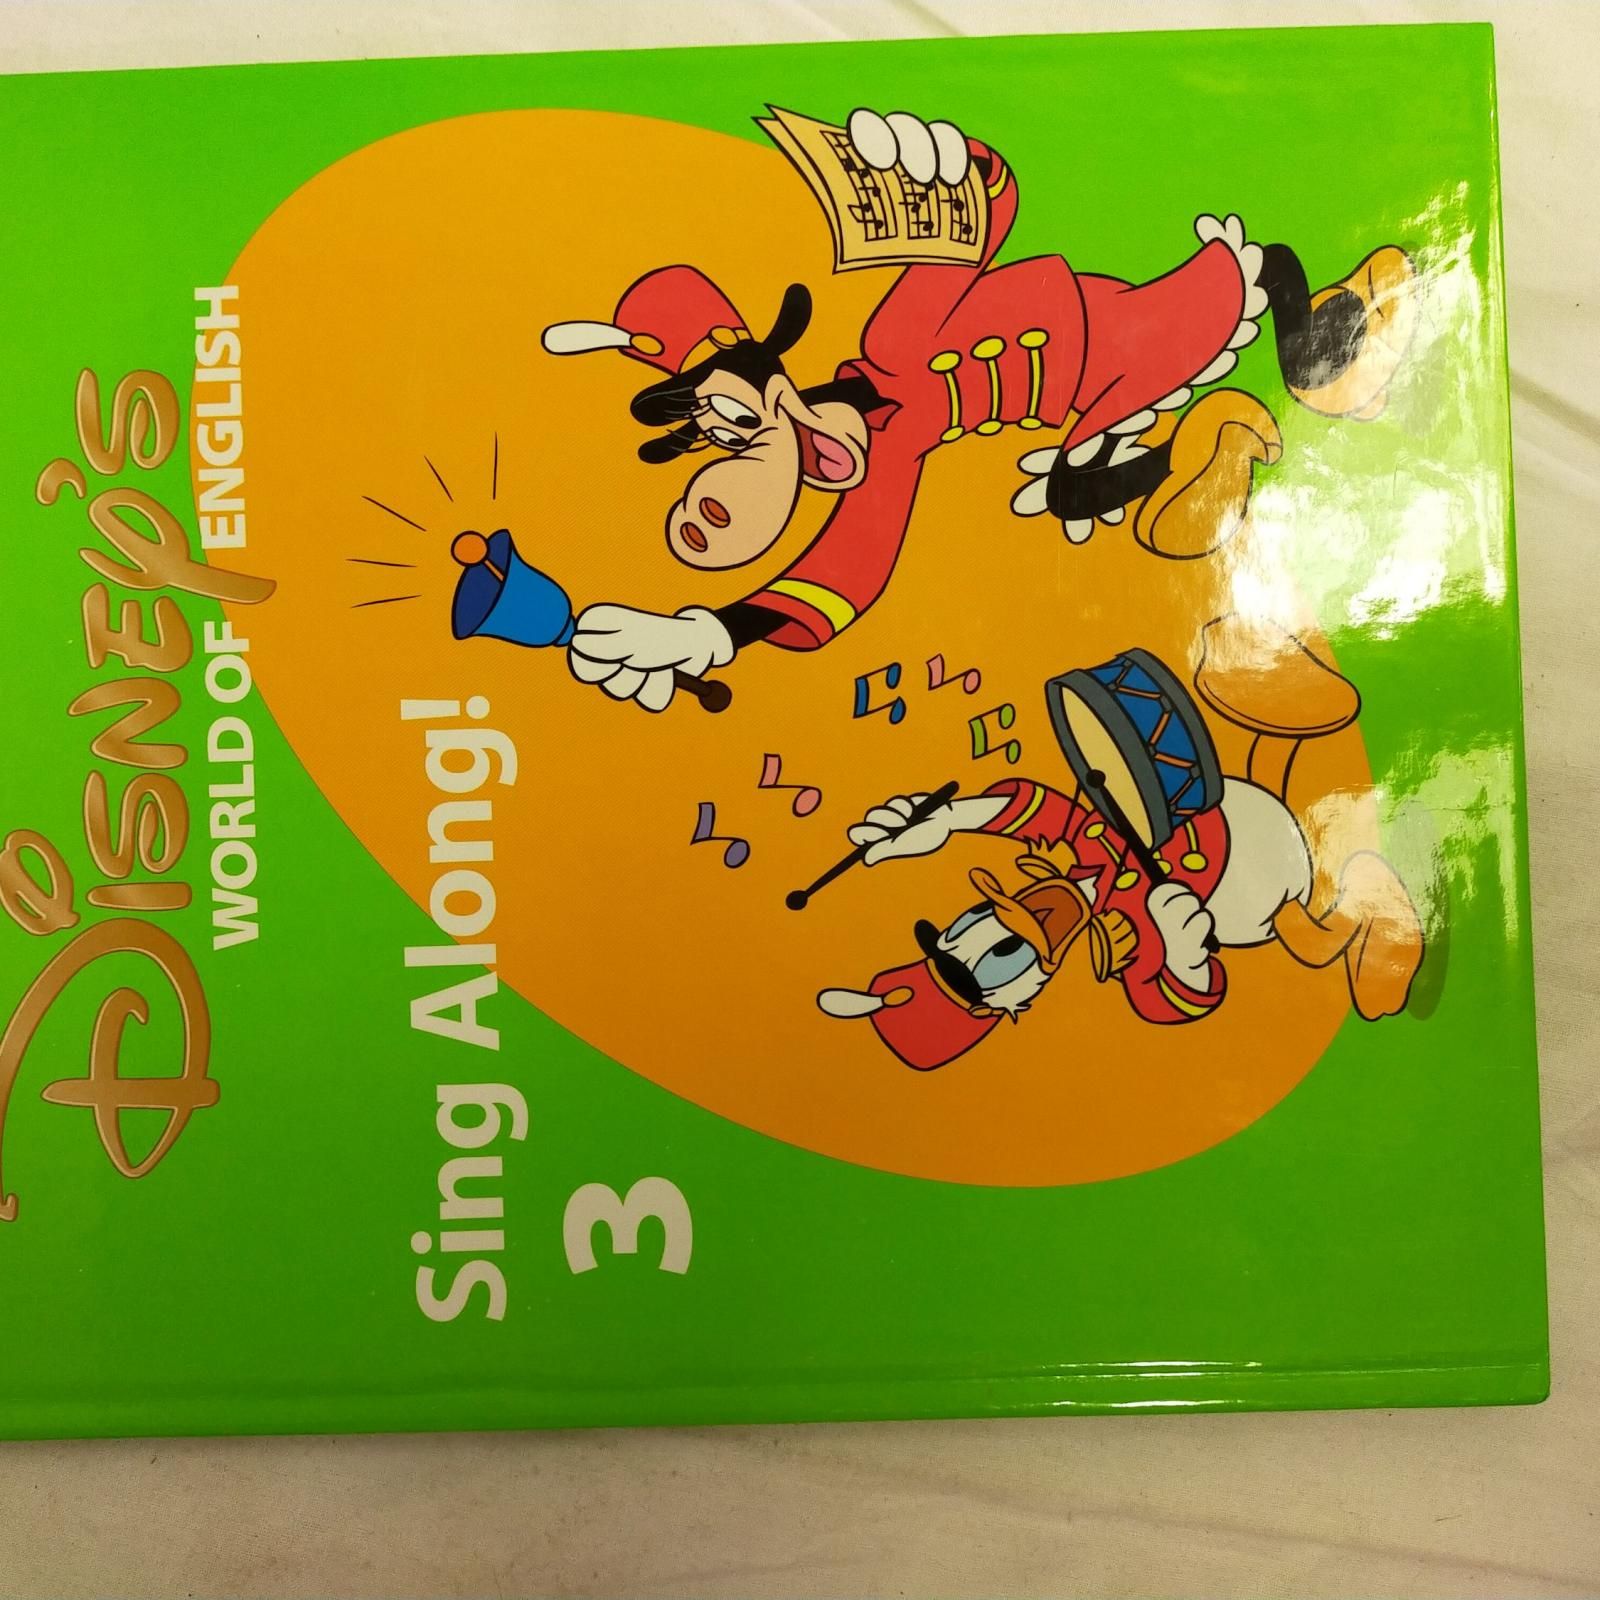 Disney's
WORLD OF ENGLISH
Sing Along!
3